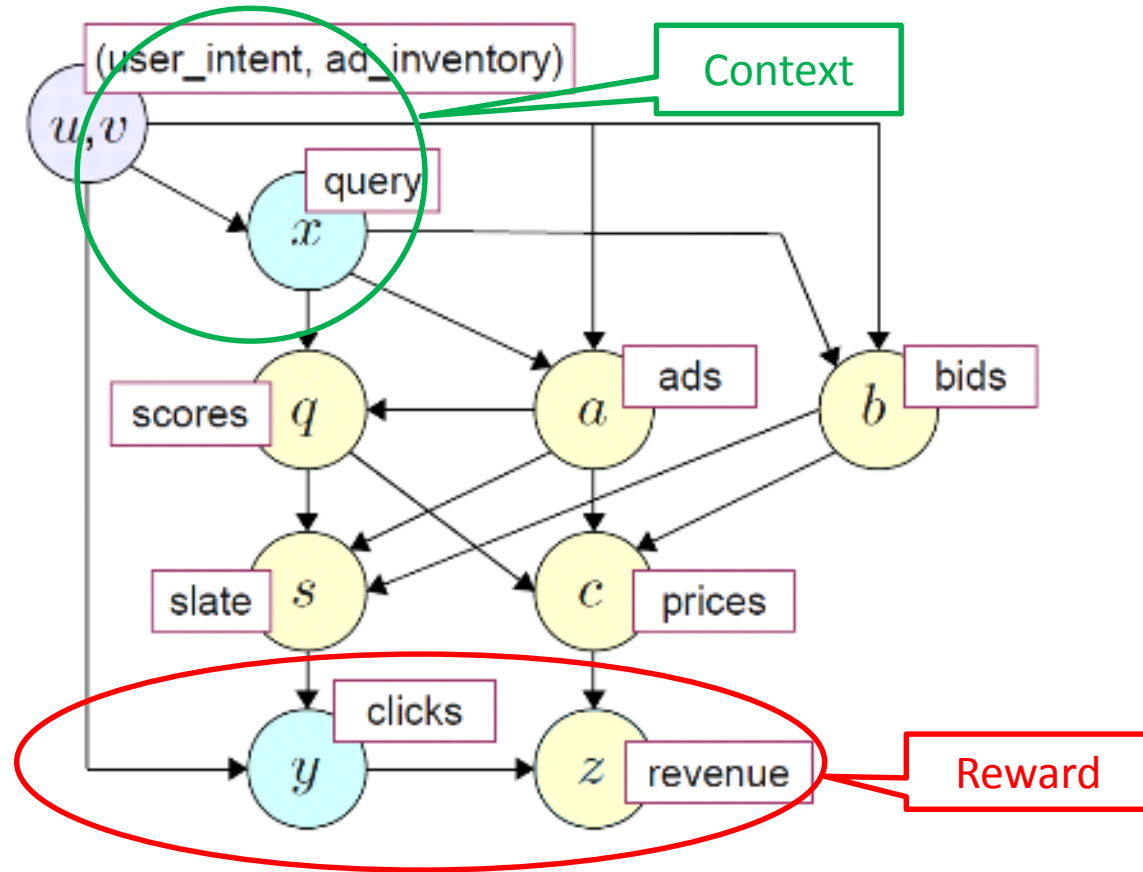 (user_intent, ad_inventory)
Context
u,v
query
x
ads
bids
scores
q
a
b
slate
s
c
prices
clicks
y
z
revenue
Reward